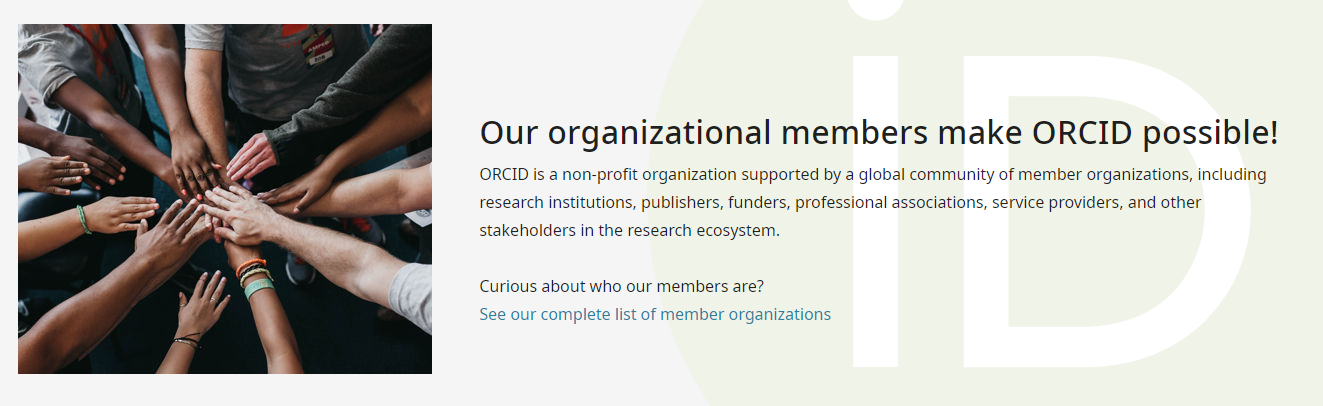 Our organizational members make ORCID possible!
ORCID is a non-profit organization supported by a global community of member organizations, including
research institutions, publishers, funders, professional associations, service providers, and other
stakeholders in the research ecosystem.
Curious about who our members are?
See our complete list of member organizations
iD
AMPED